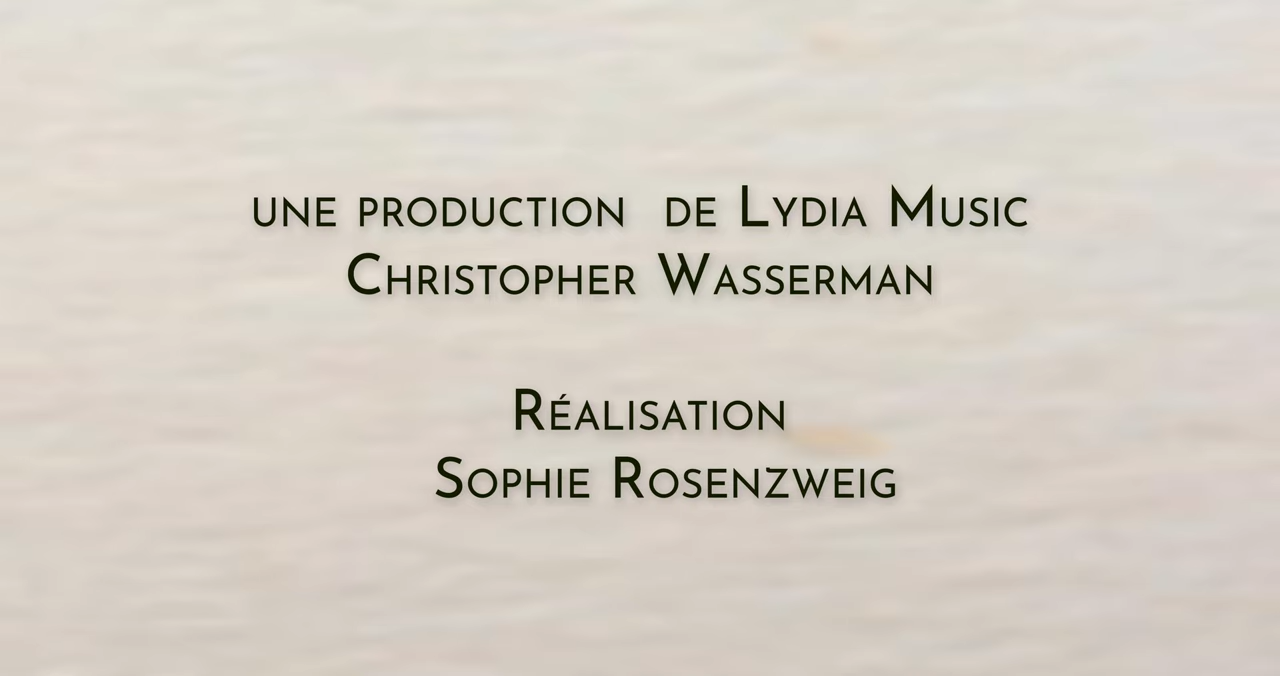 une production de Lydia Music
Christopher Wasserman
Réalisation
Sophie Rosenzweig